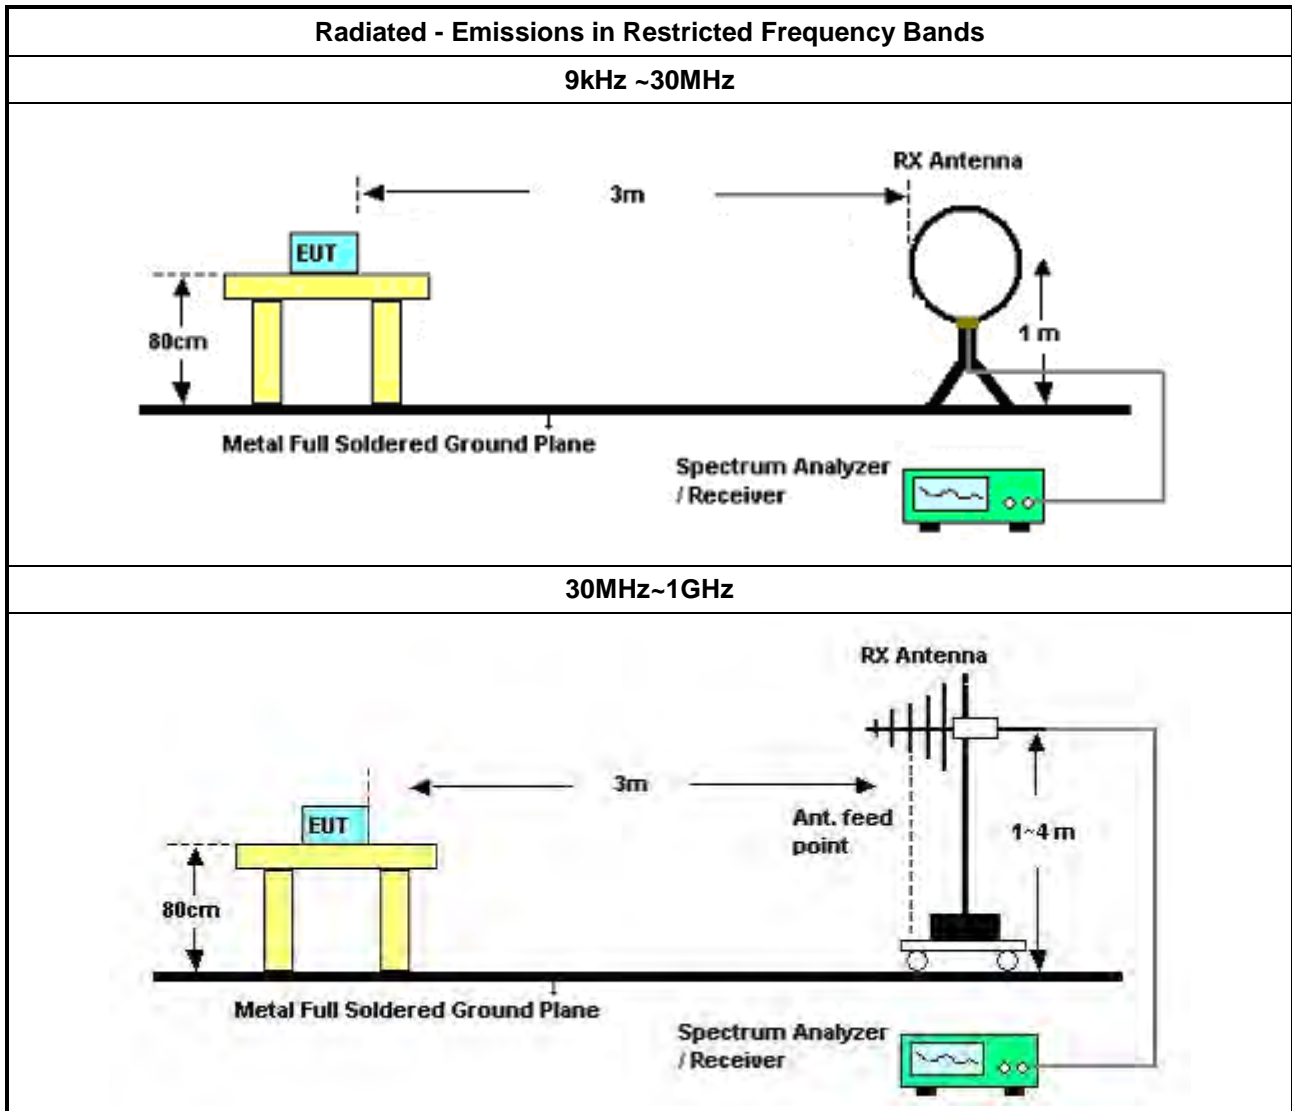 Radiated - Emissions in Restricted Frequency Bands
9kHz ~30MHz
RX Antenna
3m
EUT
80cm
1 m
Metal Full Soldered Ground Plane
Spectrum Analyzer
/ Receiver
30MHz~1GHz
RX Antenna
3m
Ant. feed
point
1~4 m
EUT
80cm
Metal Full Soldered Ground Plane
Spectrum Analyzer
/ Receiver